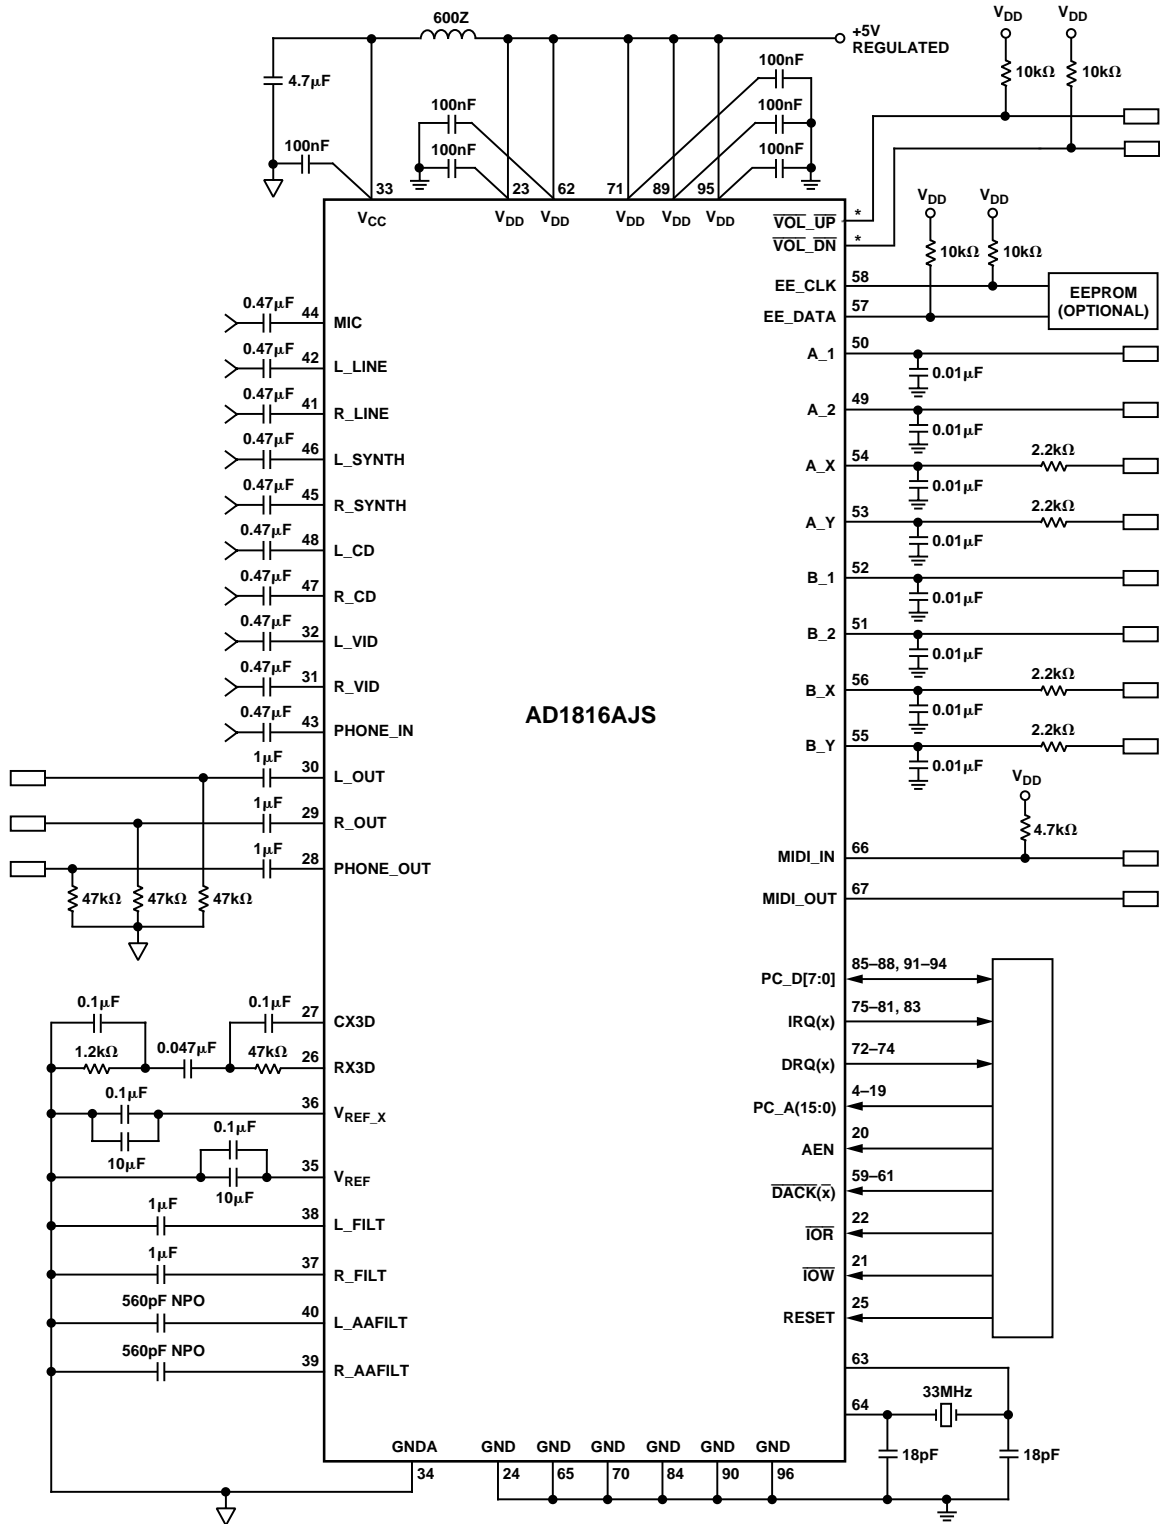 600Z
+5V
REGULATED
4.7µF
100nF
100nF
100nF
100nF
100nF
100nF
33
23
62
71
89
95
VCC
VDD
VDD
VDD
VDD
VDD
VDD
VDD
10kΩ
10kΩ
VOL_UP
*
VOL_DN
*
VDD
VDD
10kΩ
10kΩ
EE_CLK
58
EE_DATA
57
EEPROM
(OPTIONAL)
0.47µF
44
MIC
0.47µF
42
L_LINE
0.47µF
41
R_LINE
0.47µF
46
L_SYNTH
0.47µF
45
R_SYNTH
0.47µF
48
L_CD
0.47µF
47
R_CD
0.47µF
32
L_VID
0.47µF
31
R_VID
0.47µF
43
PHONE_IN
1µF
30
L_OUT
1µF
29
R_OUT
1µF
28
PHONE_OUT
47kΩ
47kΩ
47kΩ
AD1816AJS
A_1
50
0.01µF
A_2
49
0.01µF
A_X
54
2.2kΩ
0.01µF
A_Y
53
2.2kΩ
0.01µF
B_1
52
0.01µF
B_2
51
0.01µF
B_X
56
2.2kΩ
0.01µF
B_Y
55
2.2kΩ
0.01µF
VDD
4.7kΩ
MIDI_IN
66
MIDI_OUT
67
PC_D[7:0]
85–88, 91–94
IRQ(x)
75–81, 83
DRQ(x)
72–74
PC_A(15:0)
4–19
AEN
20
DACK(x)
59–61
IOR
22
IOW
21
RESET
25
0.1µF
0.1µF
27
CX3D
1.2kΩ
0.047µF
47kΩ
26
RX3D
0.1µF
36
VREF_X
10µF
0.1µF
35
VREF
10µF
1µF
38
L_FILT
1µF
37
R_FILT
560pF NPO
40
L_AAFILT
560pF NPO
39
R_AAFILT
63
64
33MHz
18pF
18pF
GNDA
GND
GND
GND
GND
GND
GND
34
24
65
70
84
90
96